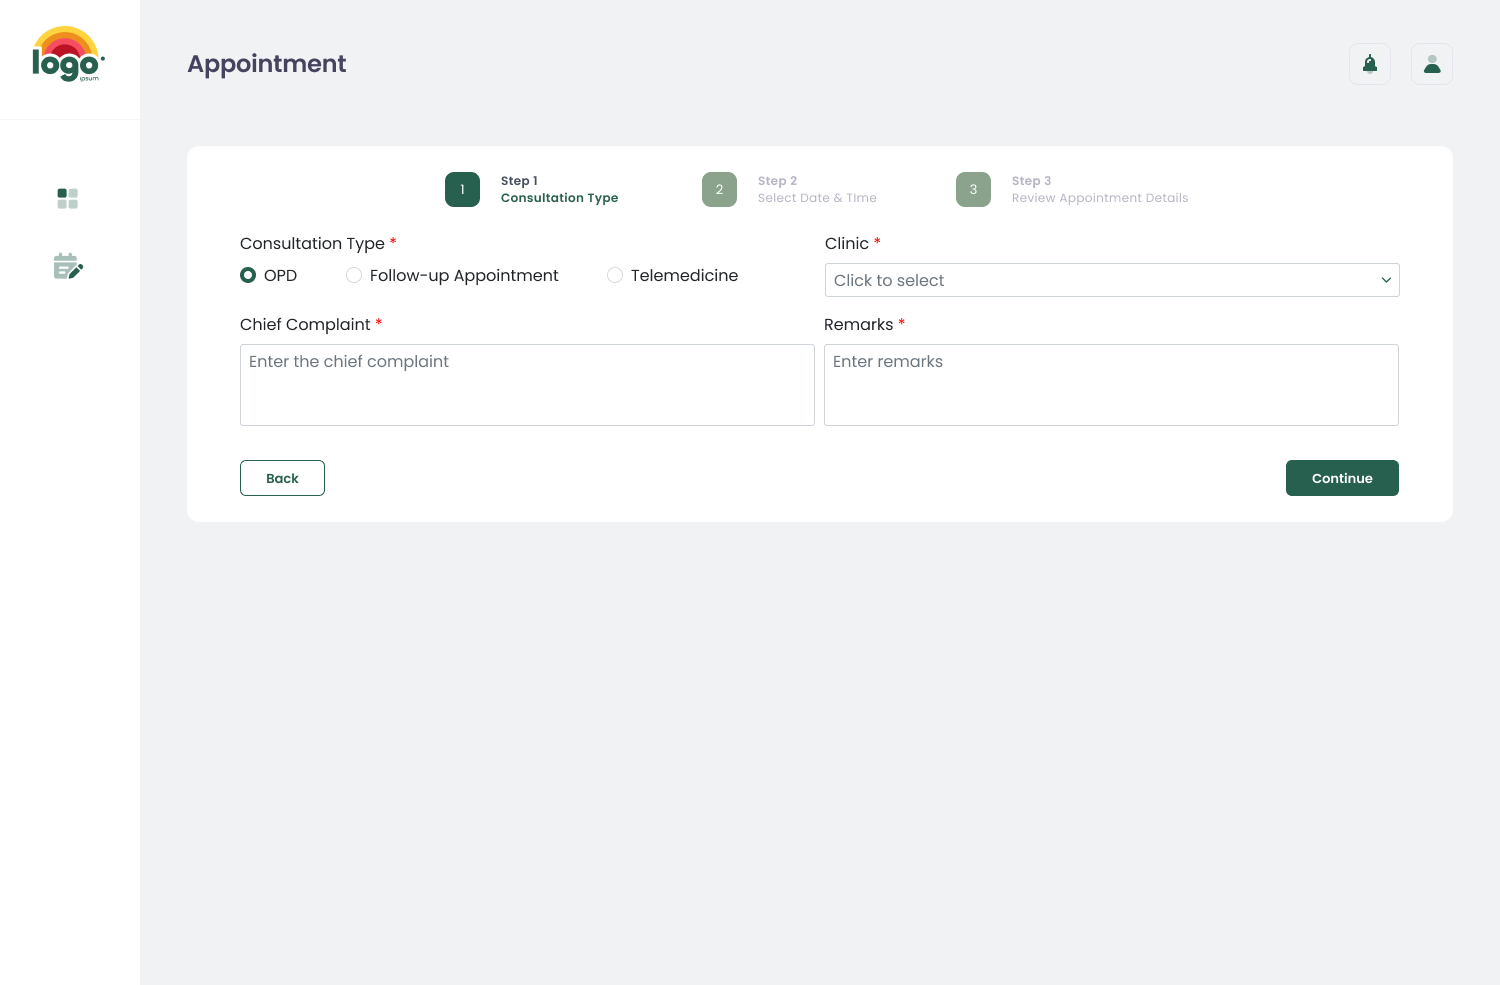 logo
ipsum
Appointment
1
Step 1
Consultation Type
2
Step 2
Select Date & TIme
3
Step 3
Review Appointment Details
Consultation Type *
OPD
Follow-up Appointment
Telemedicine
Clinic *
Click to select
Chief Complaint *
Enter the chief complaint
Remarks *
Enter remarks
Back
Continue